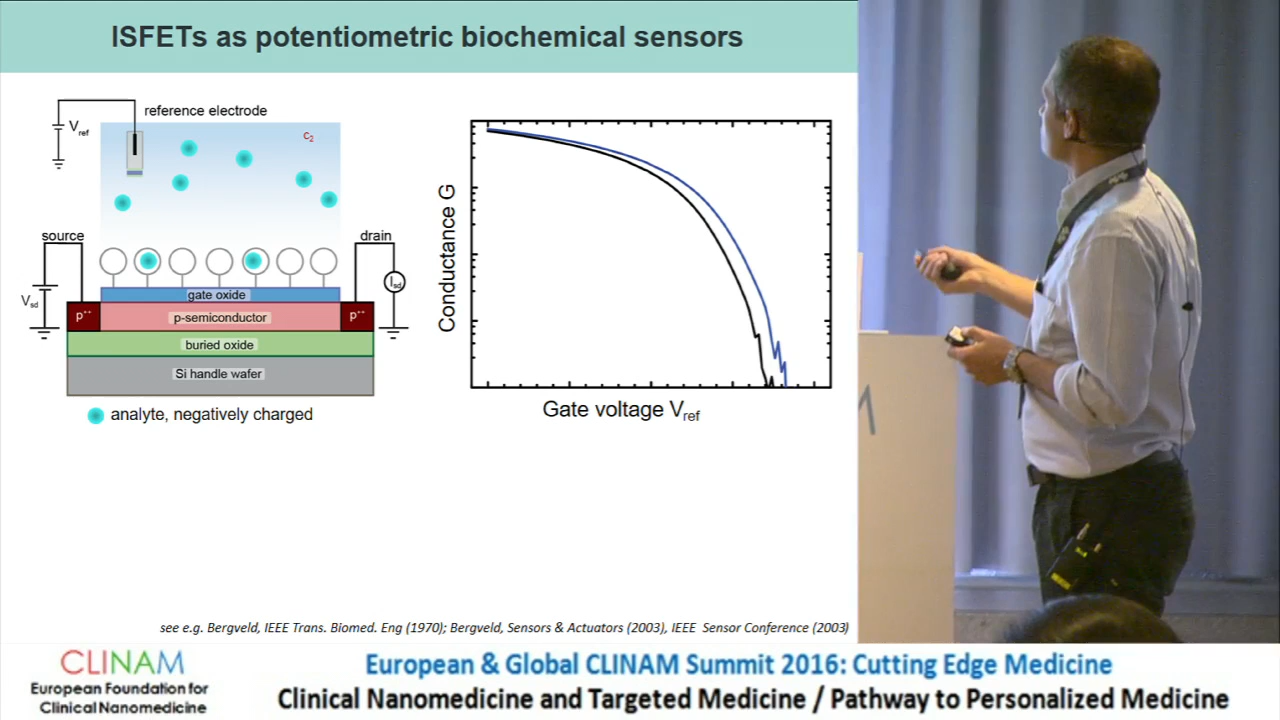 ISFETs as potentiometric biochemical sensors
reference electrode
Vref
c2
source
drain
Vsd
Isd
gate oxide
p++
p-semiconductor
p++
buried oxide
Si handle wafer
analyte, negatively charged
Conductance G
Gate voltage Vref
see e.g. Bergveld, IEEE Trans. Biomed. Eng (1970); Bergveld, Sensors & Actuators (2003), IEEE Sensor Conference (2003)
M
CLINAM
European Foundation for
Clinical Nanomedicine
European & Global CLINAM Summit 2016: Cutting Edge Medicine
Clinical Nanomedicine and Targeted Medicine / Pathway to Personalized Medicine